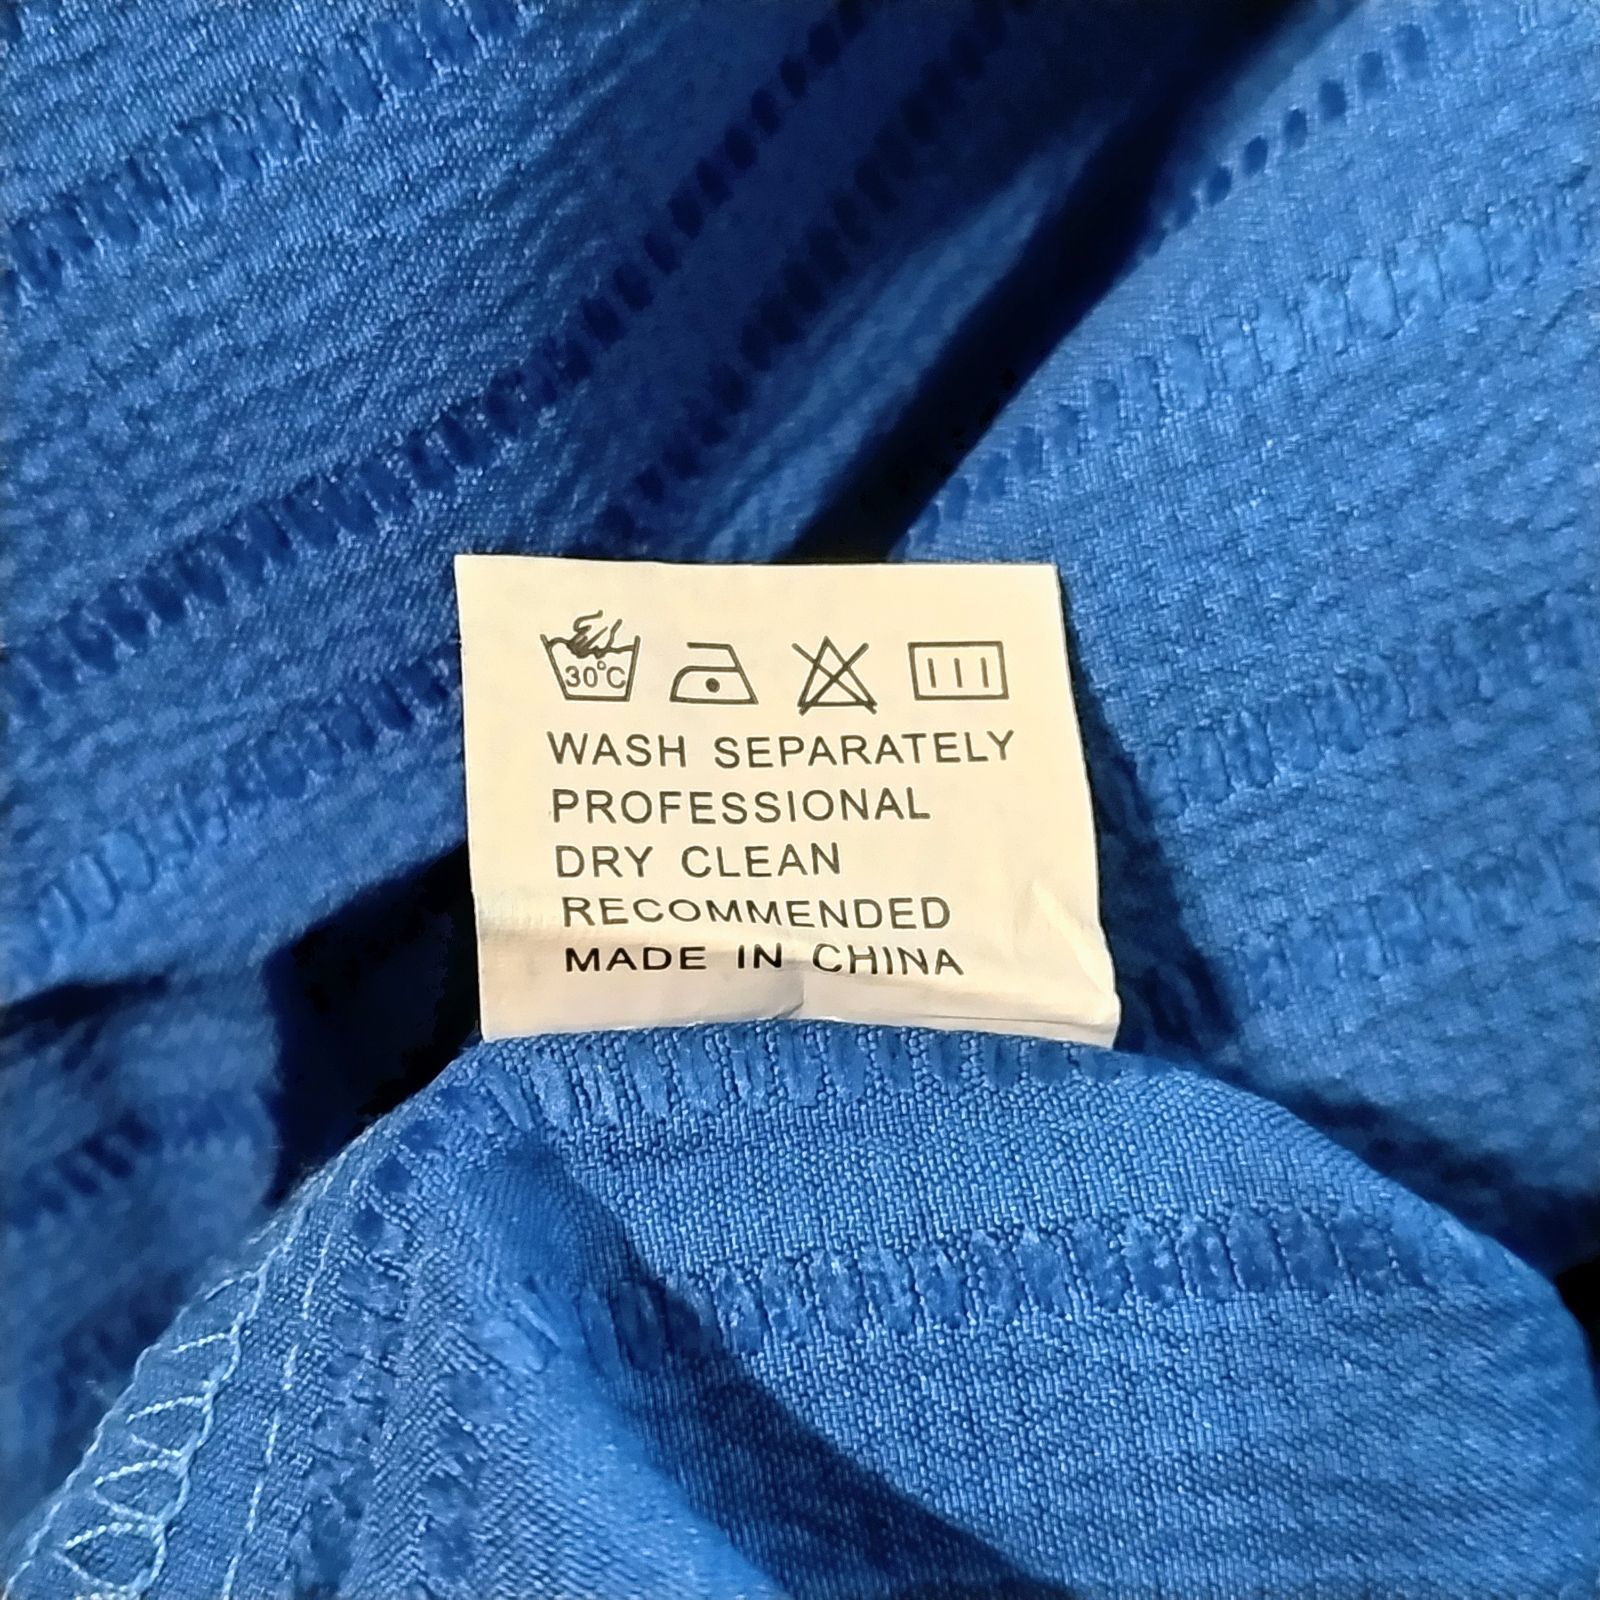 30°C
WASH SEPARATELY
PROFESSIONAL
DRY CLEAN
RECOMMENDED
MADE IN CHINA